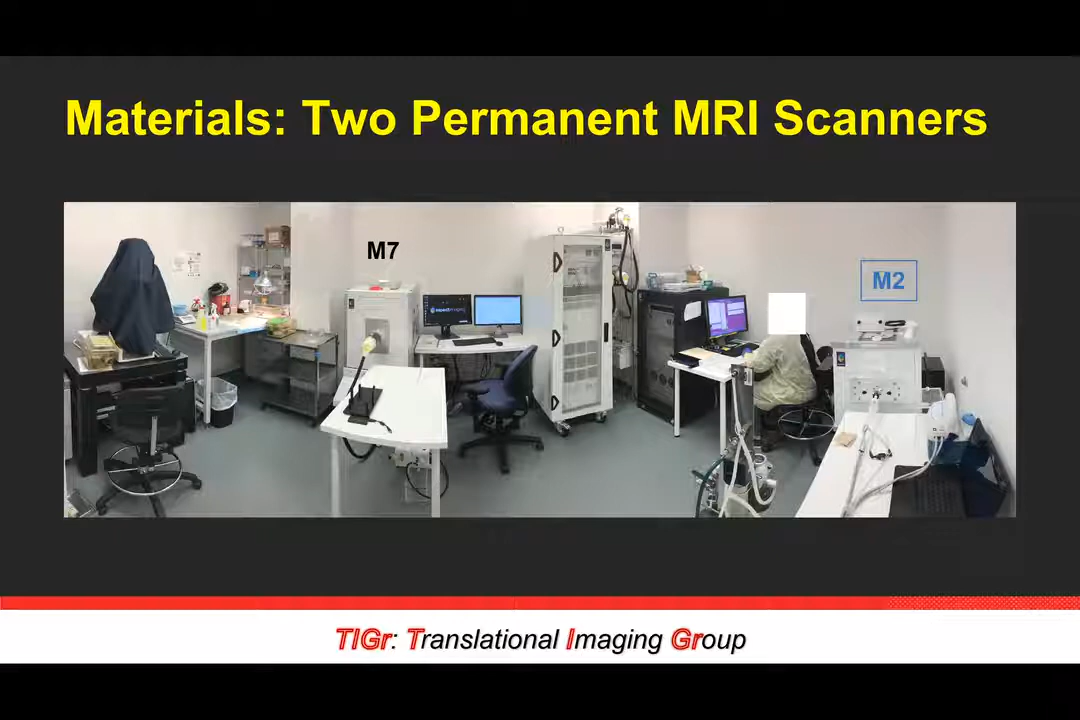 Materials: Two Permanent MRI Scanners
M7
M2
TIGr: Translational Imaging Group